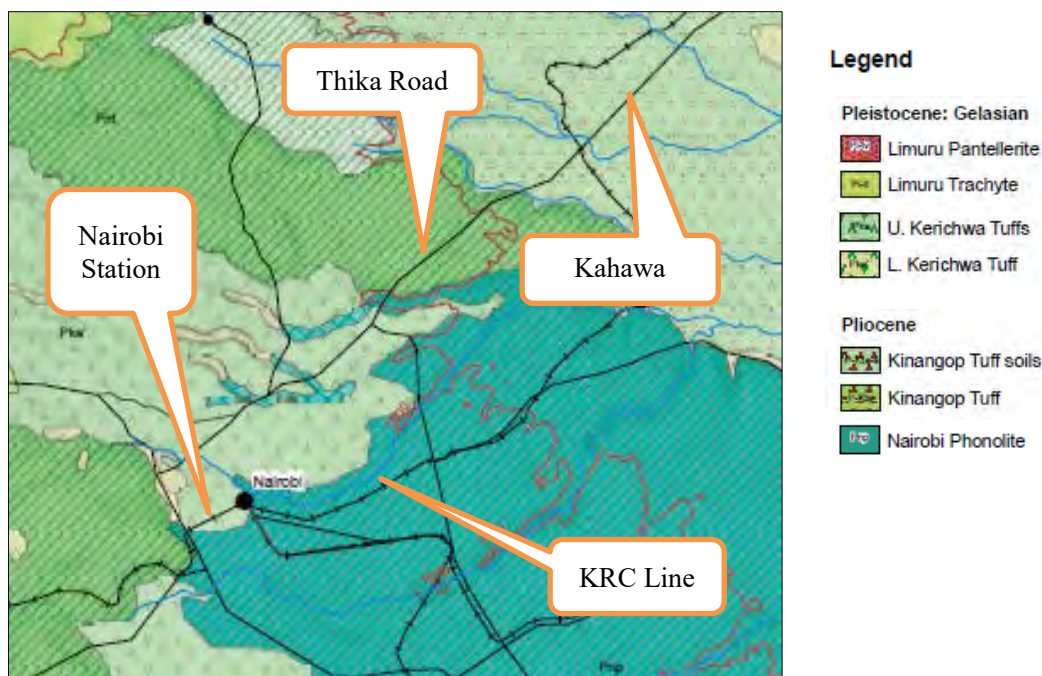 Thika Road
Nairobi
Station
Kahawa
Nairobi
KRC Line
Legend
Pleistocene: Gelasian
Limuru Pantellerite
Limuru Trachyte
U. Kerichwa Tuffs
L. Kerichwa Tuff
Pliocene
Kinangop Tuff soils
Kinangop Tuff
Nairobi Phonolite